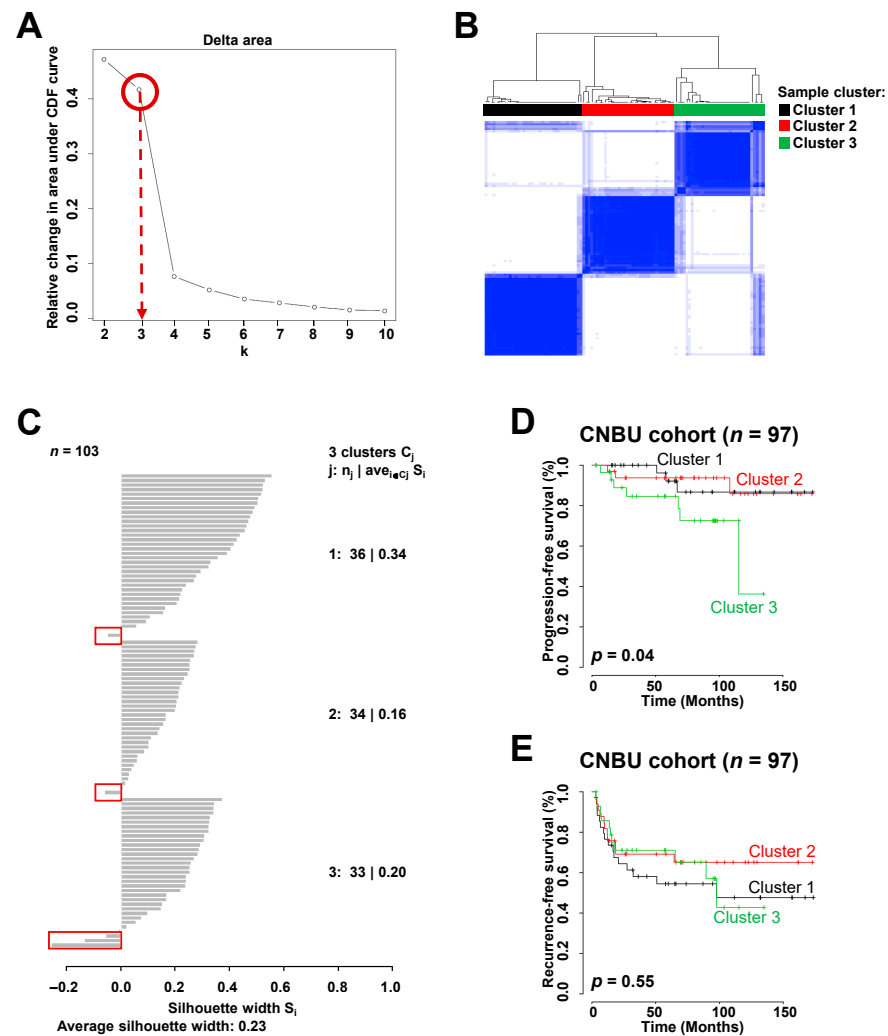 A
Delta area
Relative change in area under CDF curve
0.4
0.3
0.2
0.1
0.0
2 3 4 5 6 7 8 9 10
k
B
Sample cluster:
Cluster 1
Cluster 2
Cluster 3
C
n = 103
3 clusters Cj
j: nj | avei∈Cj Si
1: 36 | 0.34
2: 34 | 0.16
3: 33 | 0.20
–0.2 0.0 0.2 0.4 0.6 0.8 1.0
Silhouette width Si
Average silhouette width: 0.23
D
CNBU cohort (n = 97)
Progression-free survival (%)
1.0
0.8
0.6
0.4
0.2
0.0
Cluster 1
Cluster 2
Cluster 3
p = 0.04
0 50 100 150
Time (Months)
E
CNBU cohort (n = 97)
Recurrence-free survival (%)
1.0
0.8
0.6
0.4
0.2
0.0
Cluster 2
Cluster 1
Cluster 3
p = 0.55
0 50 100 150
Time (Months)